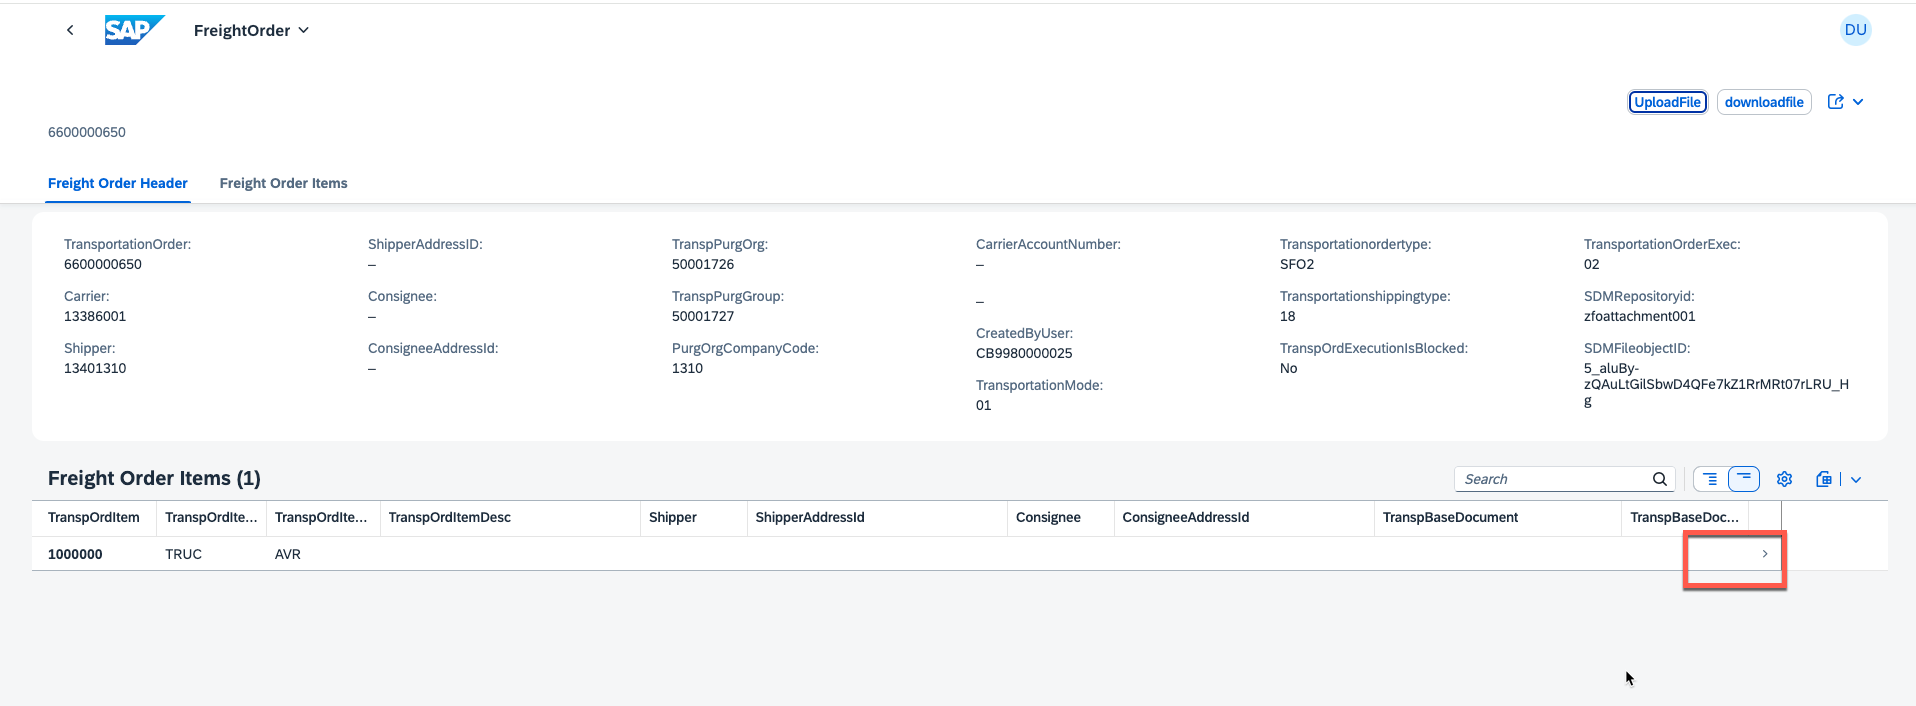 SAP FreightOrder
DU
UploadFile downloadfile
6600000650
Freight Order Header Freight Order Items
TransportationOrder:
6600000650
Carrier:
13386001
Shipper:
13401310
ShipperAddressID:
–
Consignee:
–
ConsigneeAddressId:
–
TranspPurgOrg:
50001726
TranspPurgGroup:
50001727
PurgOrgCompanyCode:
1310
CarrierAccountNumber:
–
–
CreatedByUser:
CB9980000025
TransportationMode:
01
Transportationordertype:
SFO2
Transportationshippingtype:
18
TranspOrdExecutionIsBlocked:
No
TransportationOrderExec:
02
SDMRepositoryid:
zfoattachment001
SDMFileobjectID:
5_aluBy-
zQAuLtGilSbwD4QFe7kZ1RrMRt07rLRU_H
g
Freight Order Items (1)
Search
TranspOrdItem TranspOrdIte... TranspOrdIte... TranspOrdItemDesc Shipper ShipperAddressId Consignee ConsigneeAddressId TranspBaseDocument TranspBaseDoc...
1000000 TRUC AVR